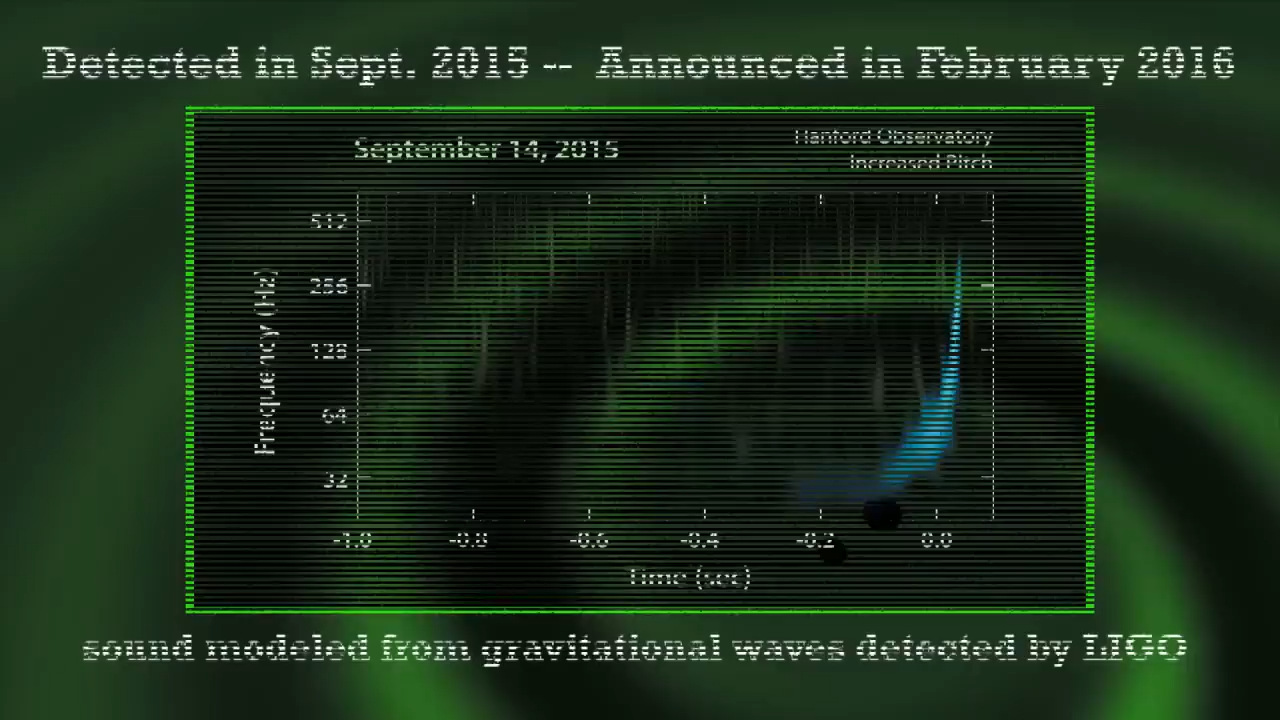 Detected in Sept. 2015 -- Announced in February 2016
September 14, 2015
Hanford Observatory
Increased Pitch
512
256
128
64
32
Frequency (Hz)
-1.0 -0.8 -0.6 -0.4 -0.2 0.0
Time (sec)
sound modeled from gravitational waves detected by LIGO